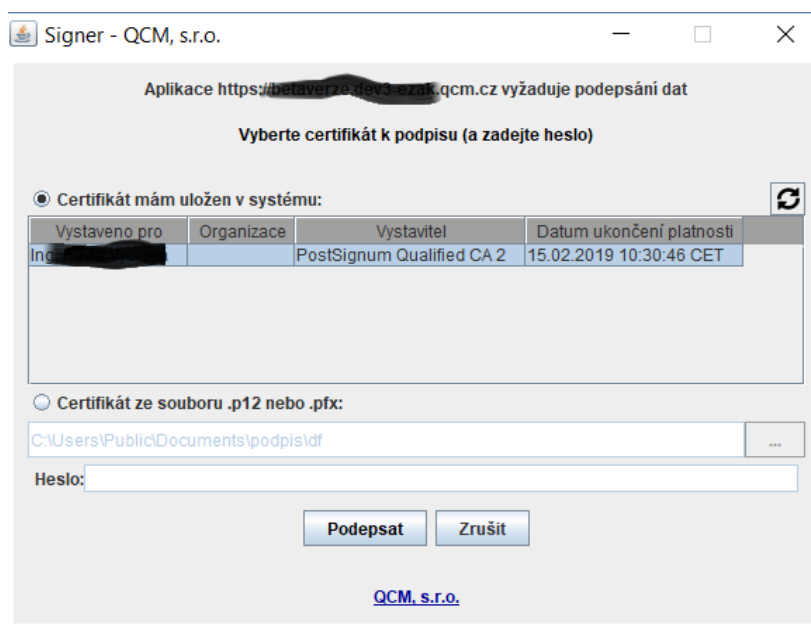 Signer - QCM, s.r.o.
Aplikace https:// .qcm.cz vyžaduje podepsání dat
Vyberte certifikát k podpisu (a zadejte heslo)
Certifikát mám uložen v systému:
Vystaveno pro Organizace Vystavitel Datum ukončení platnosti
Ing. PostSignum Qualified CA 2 15.02.2019 10:30:46 CET
Certifikát ze souboru .p12 nebo .pfx:
C:\Users\Public\Documents\podpis\df ...
Heslo:
Podepsat Zrušit
QCM, s.r.o.